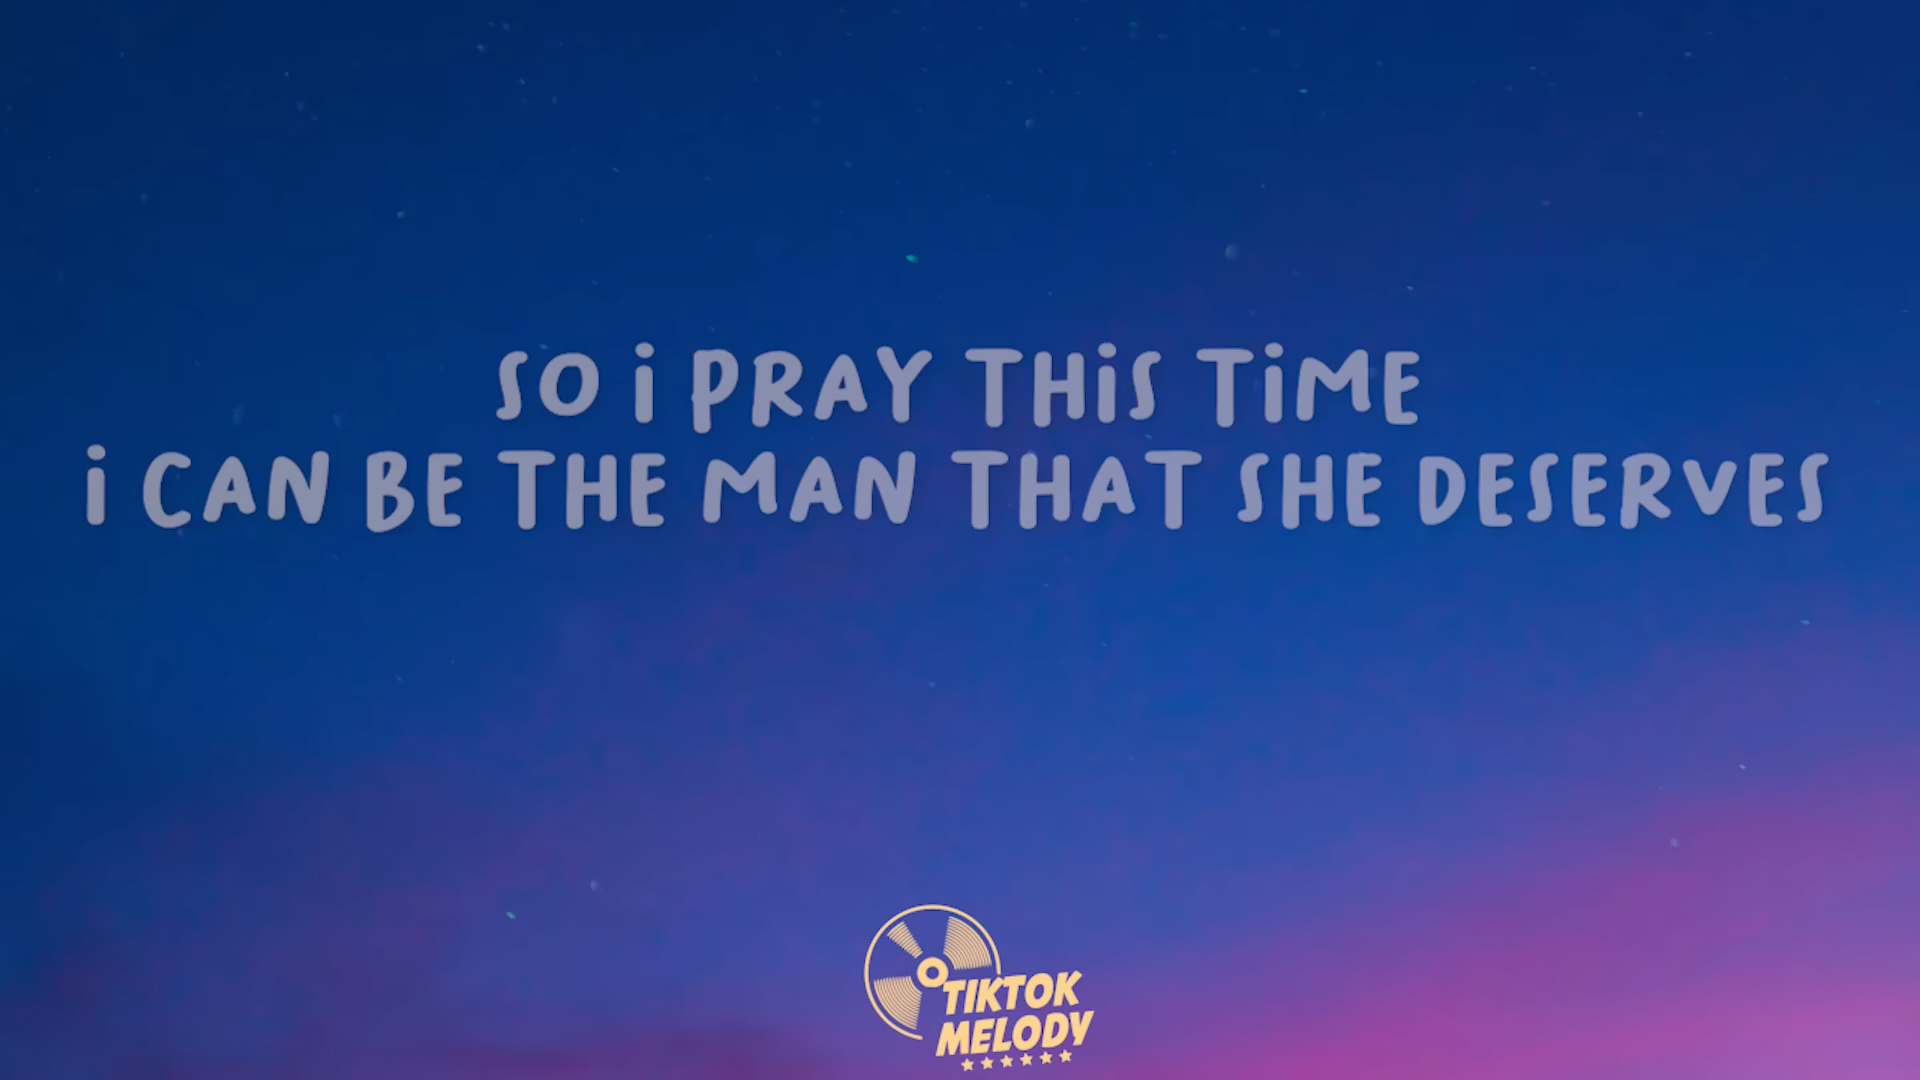 SO i PRAY THiS TiME
i CAN BE THE MAN THAT SHE DESERVES
TIKTOK
MELODY